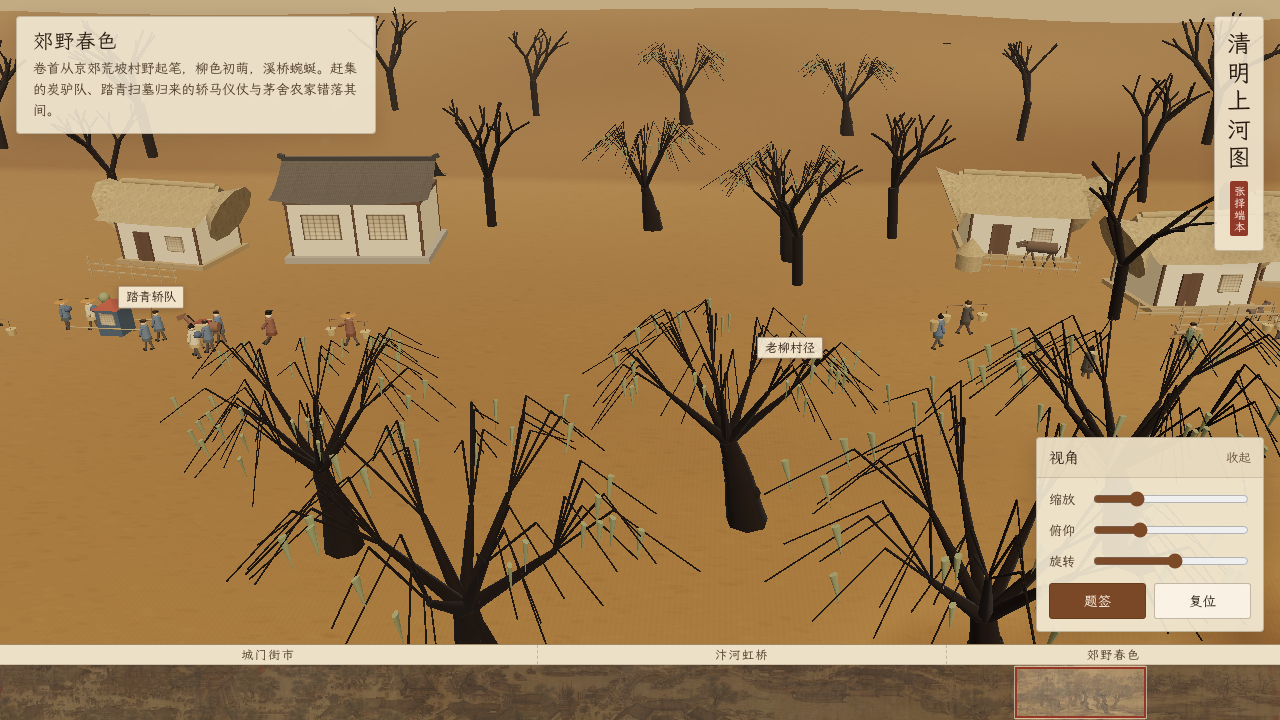 郊野春色
卷首从京郊荒坡村野起笔，柳色初萌，溪桥蜿蜒。赶集
的炭驴队、踏青扫墓归来的轿马仪仗与茅舍农家错落其
间。
清明上河图
张择端本
踏青轿队
老柳村径
视角
收起
缩放
俯仰
旋转
题签
复位
城门街市
汴河虹桥
郊野春色